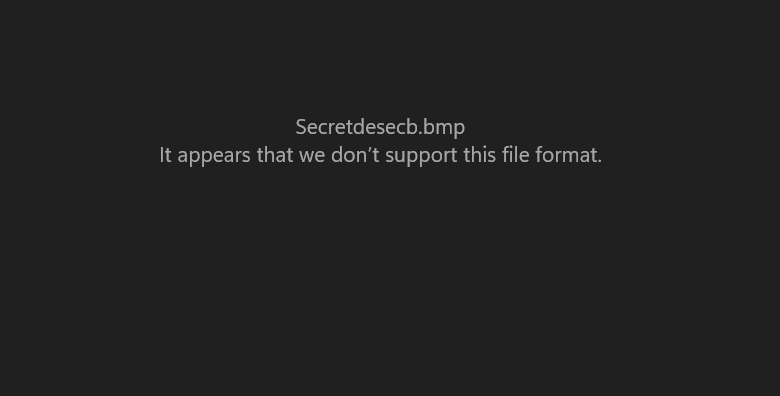 Secretdesecb.bmp
It appears that we don’t support this file format.